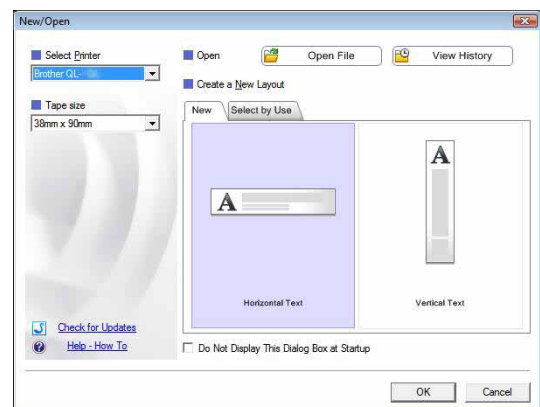 New/Open
Select Printer
Brother QL-
Tape size
38mm x 90mm
Check for Updates
Help - How To
Open
Open File
View History
Create a New Layout
New
Select by Use
A
Horizontal Text
A
Vertical Text
Do Not Display This Dialog Box at Startup
OK
Cancel